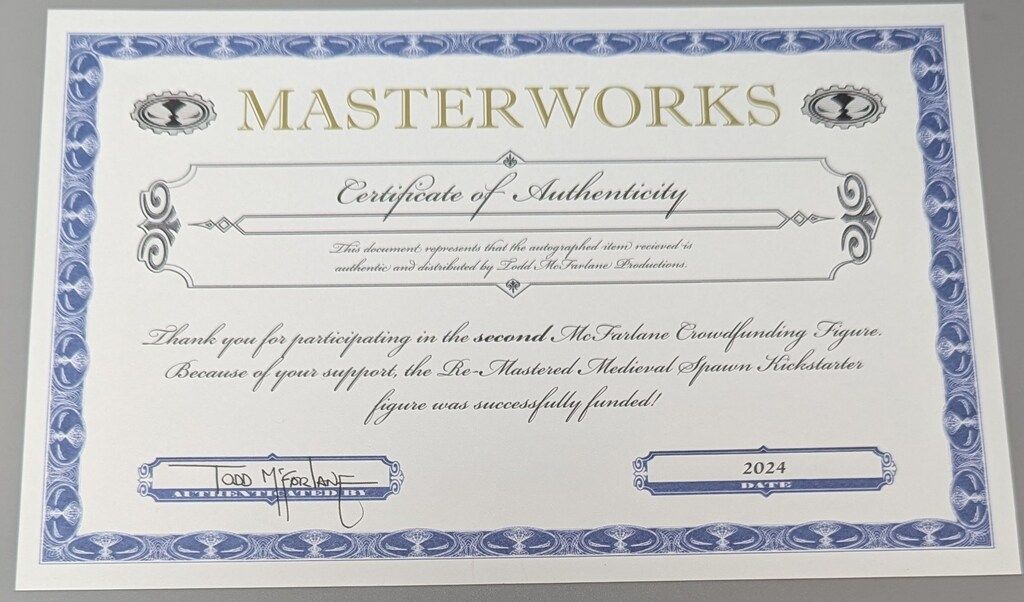 MASTERWORKS
Certificate of Authenticity
This document represents that the autographed item recieved is
authentic and distributed by Todd McFarlane Productions.
Thank you for participating in the second McFarlane Crowdfunding Figure.
Because of your support, the Re-Mastered Medieval Spawn Kickstarter
figure was successfully funded!
TODD McFARLANE
AUTHENTICATED BY
2024
DATE